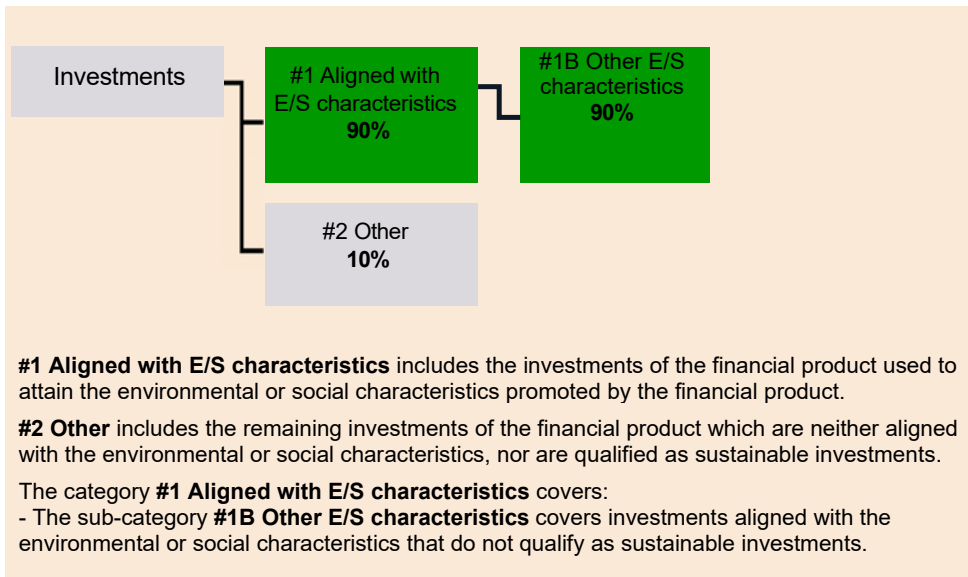 Investments
#1 Aligned with
E/S characteristics
90%
#1B Other E/S
characteristics
90%
#2 Other
10%
#1 Aligned with E/S characteristics includes the investments of the financial product used to
attain the environmental or social characteristics promoted by the financial product.
#2 Other includes the remaining investments of the financial product which are neither aligned
with the environmental or social characteristics, nor are qualified as sustainable investments.
The category #1 Aligned with E/S characteristics covers:
- The sub-category #1B Other E/S characteristics covers investments aligned with the
environmental or social characteristics that do not qualify as sustainable investments.